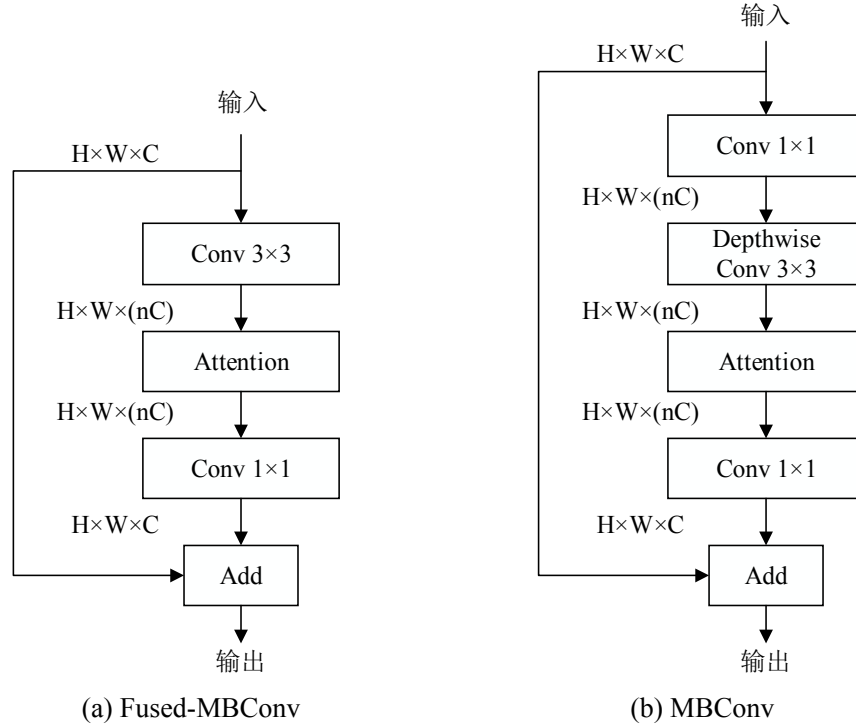 输入
H×W×C
Conv 3×3
H×W×(nC)
Attention
H×W×(nC)
Conv 1×1
H×W×C
Add
输出
(a) Fused-MBConv
输入
H×W×C
Conv 1×1
H×W×(nC)
Depthwise
Conv 3×3
H×W×(nC)
Attention
H×W×(nC)
Conv 1×1
H×W×C
Add
输出
(b) MBConv